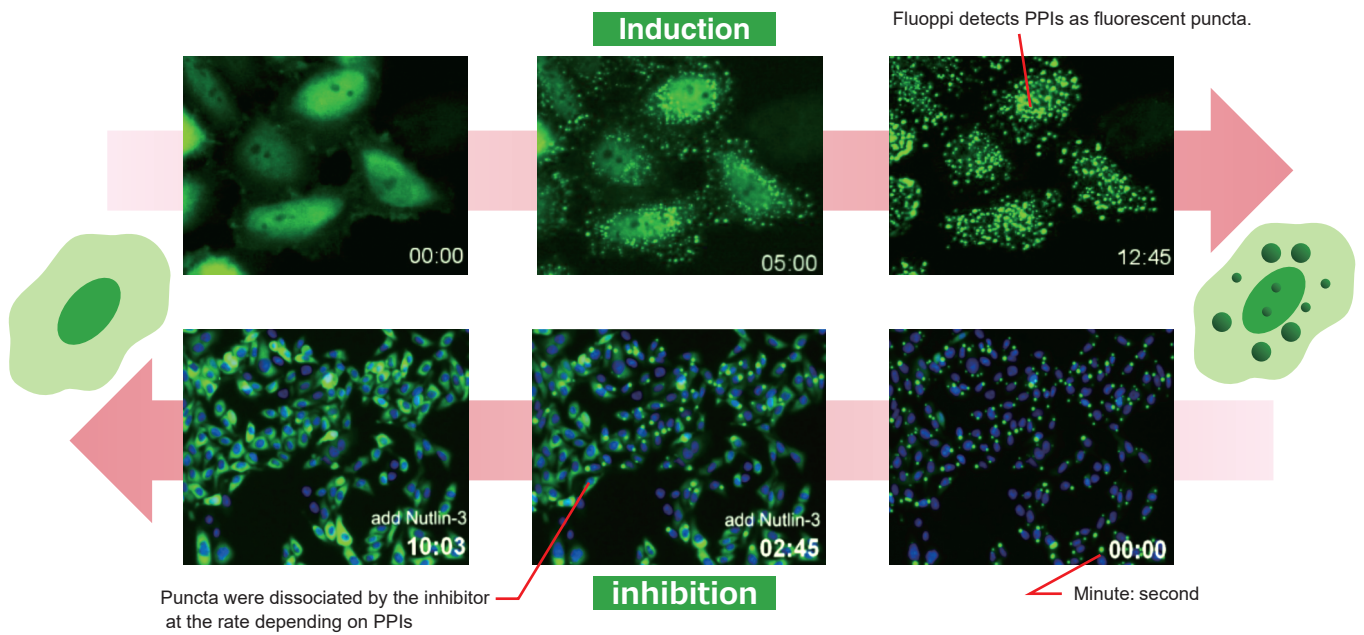 Induction
Fluoppi detects PPIs as fluorescent puncta.
00:00
05:00
12:45
add Nutlin-3
10:03
add Nutlin-3
02:45
00:00
Puncta were dissociated by the inhibitor
at the rate depending on PPIs
inhibition
Minute: second